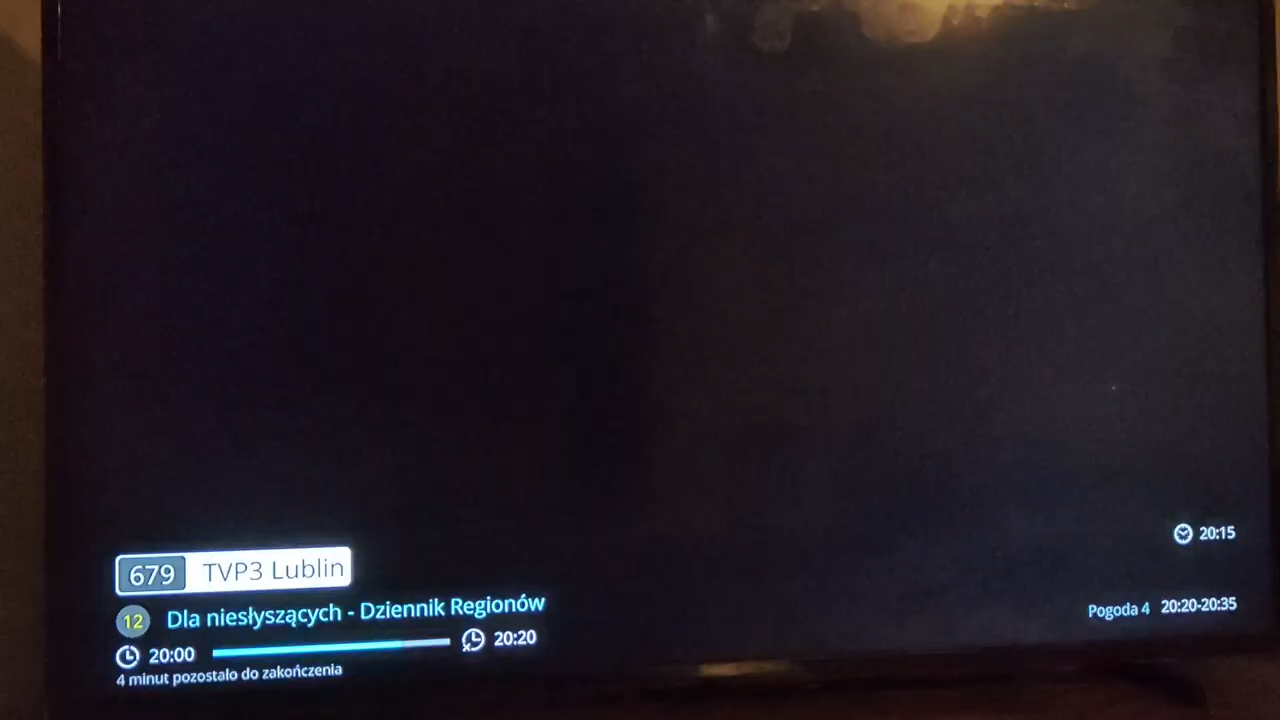 20:15
679 TVP3 Lublin
12 Dla niesłyszących - Dziennik Regionów
Pogoda 4 20:20-20:35
20:00 20:20
4 minut pozostało do zakończenia